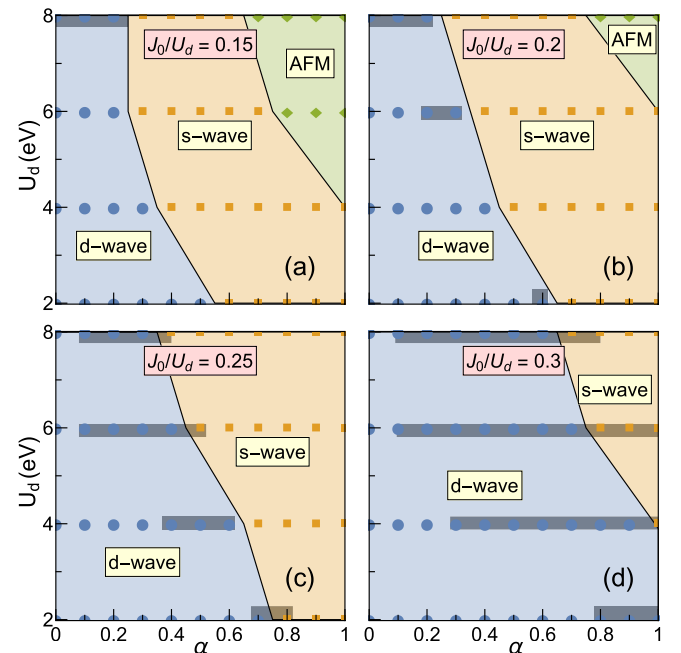 8
6
4
2
U_d (eV)
J_0/U_d = 0.15
AFM
s−wave
d−wave
(a)
J_0/U_d = 0.2
AFM
s−wave
d−wave
(b)
8
6
4
2
U_d (eV)
0 0.2 0.4 0.6 0.8 1
α
J_0/U_d = 0.25
s−wave
d−wave
(c)
J_0/U_d = 0.3
s−wave
d−wave
(d)
0 0.2 0.4 0.6 0.8 1
α